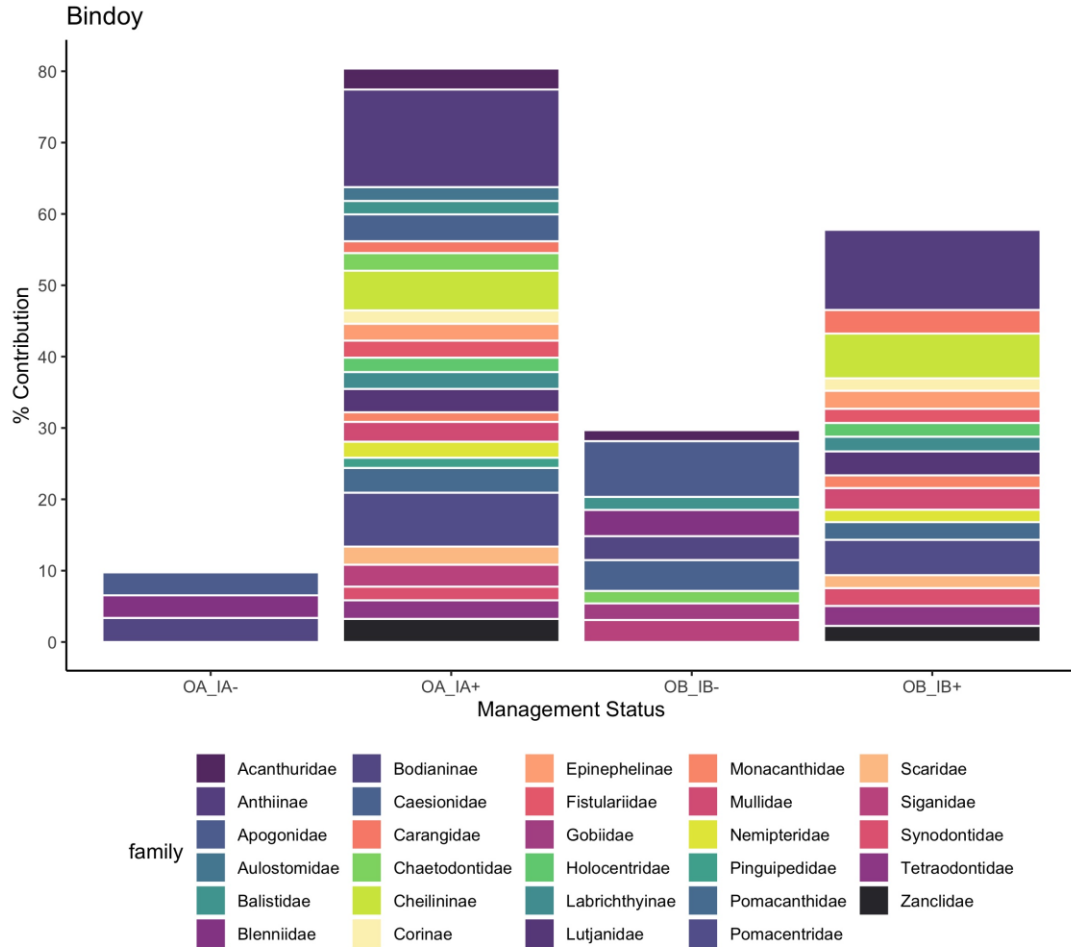 Bindoy
80
70
60
50
40
30
20
10
0
% Contribution
OA_IA-
OA_IA+
OB_IB-
OB_IB+
Management Status
family
Acanthuridae
Anthiinae
Apogonidae
Aulostomidae
Balistidae
Blenniidae
Bodianinae
Caesionidae
Carangidae
Chaetodontidae
Cheilininae
Corinae
Epinephelinae
Fistulariidae
Gobiidae
Holocentridae
Labrichthyinae
Lutjanidae
Monacanthidae
Mullidae
Nemipteridae
Pinguipedidae
Pomacanthidae
Pomacentridae
Scaridae
Siganidae
Synodontidae
Tetraodontidae
Zanclidae